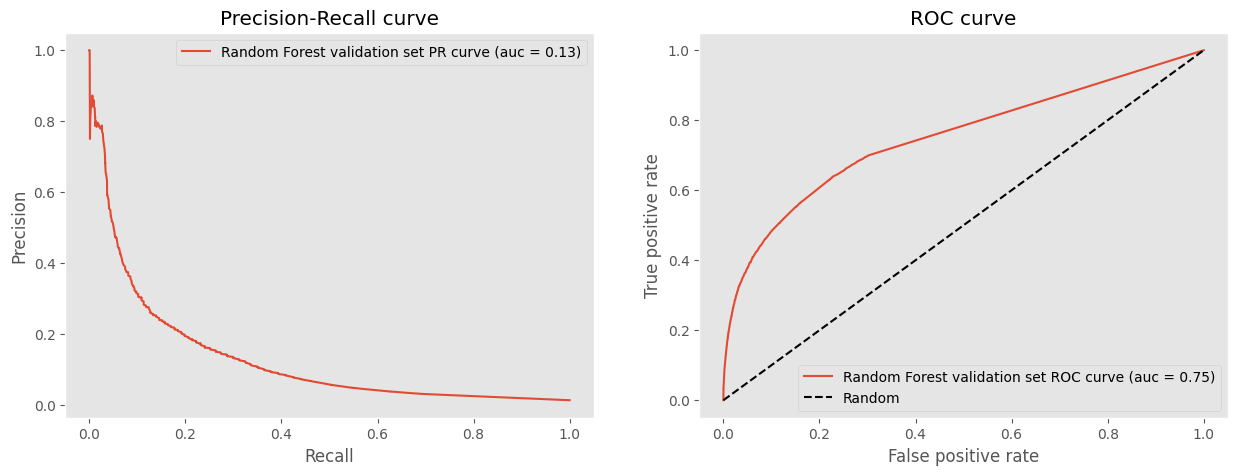 Precision-Recall curve
Random Forest validation set PR curve (auc = 0.13)
1.0
0.8
0.6
0.4
0.2
0.0
Precision
0.0 0.2 0.4 0.6 0.8 1.0
Recall
ROC curve
1.0
0.8
0.6
0.4
0.2
0.0
True positive rate
Random Forest validation set ROC curve (auc = 0.75)
Random
0.0 0.2 0.4 0.6 0.8 1.0
False positive rate